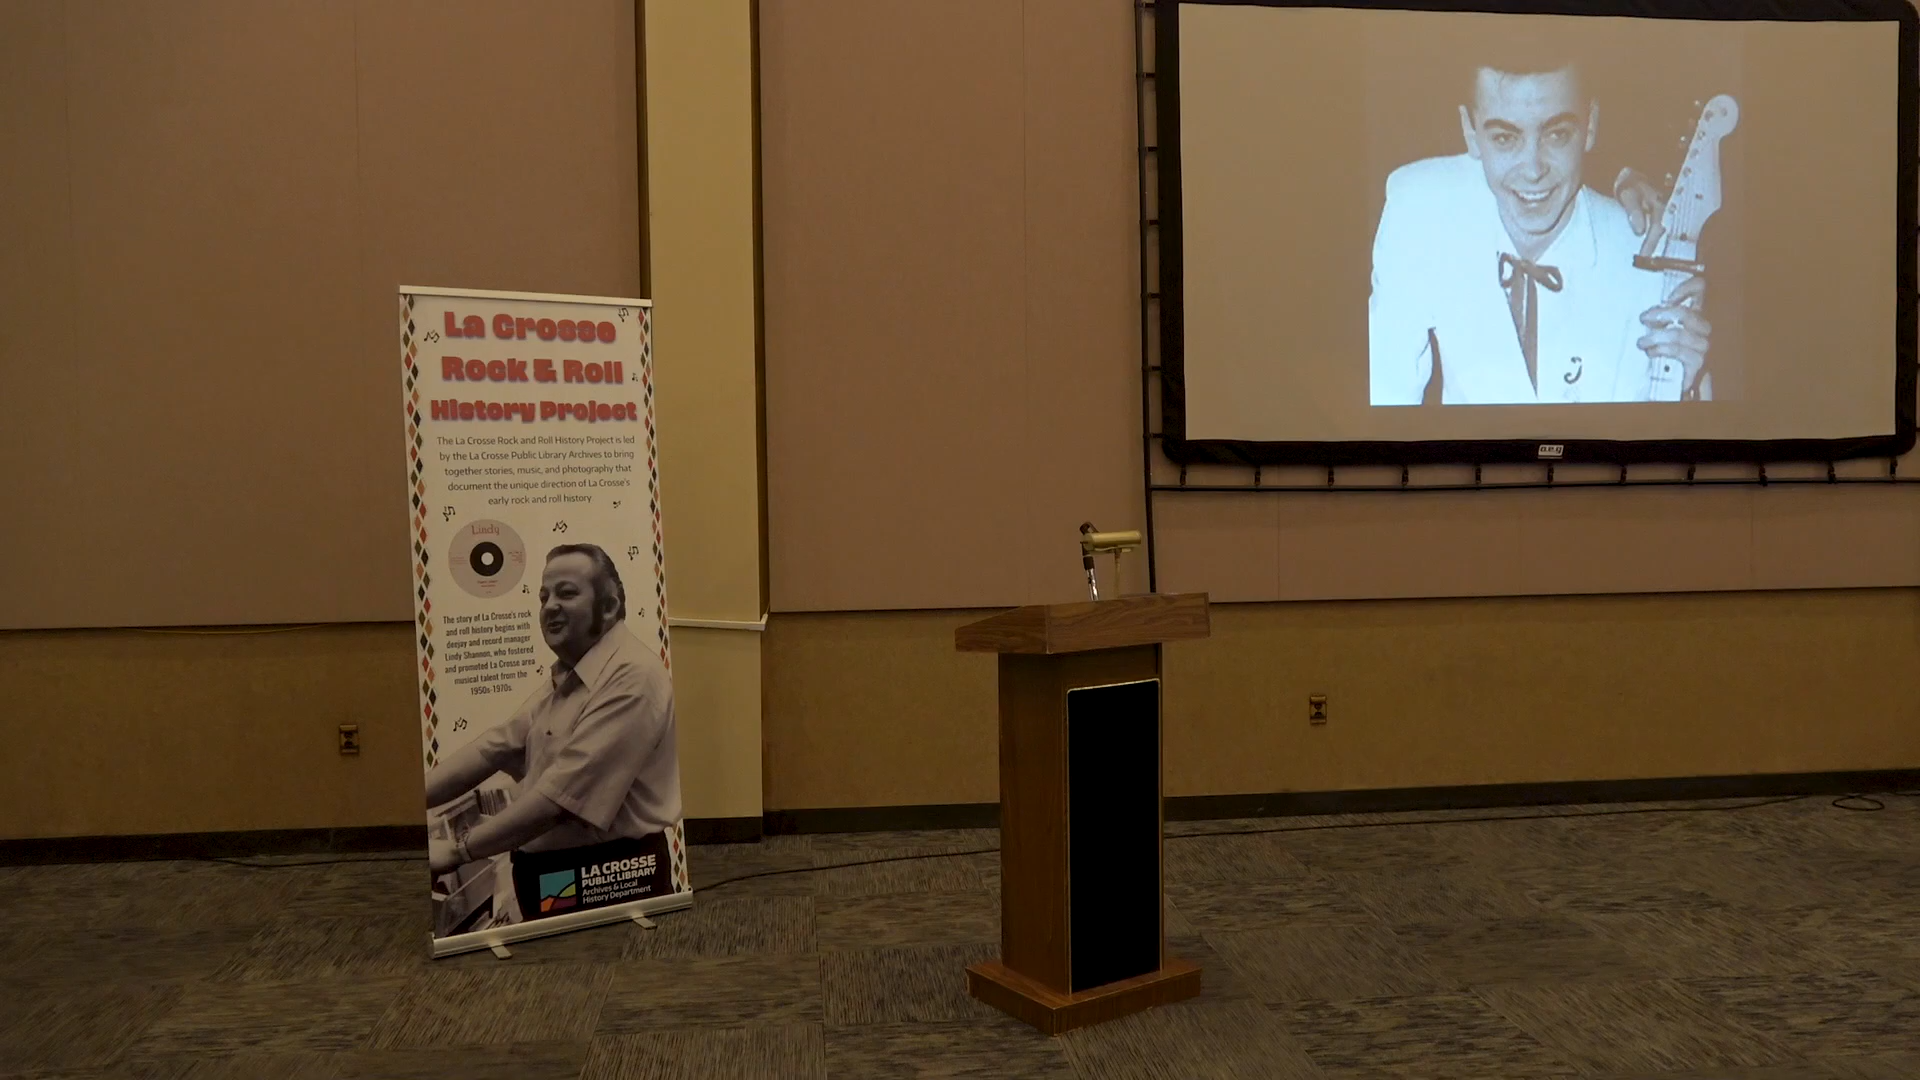 La Crosse
Rock & Roll
History Project
The La Crosse Rock and Roll History Project is led
by the La Crosse Public Library Archives to bring
together stories, music, and photography that
document the unique direction of La Crosse's
early rock and roll history
Lindy
The story of La Crosse's rock
and roll history begins with
deejay and record manager
Lindy Shannon, who fostered
and promoted La Crosse area
musical talent from the
1950s-1970s
LA CROSSE
PUBLIC LIBRARY
Archives & Local
History Department